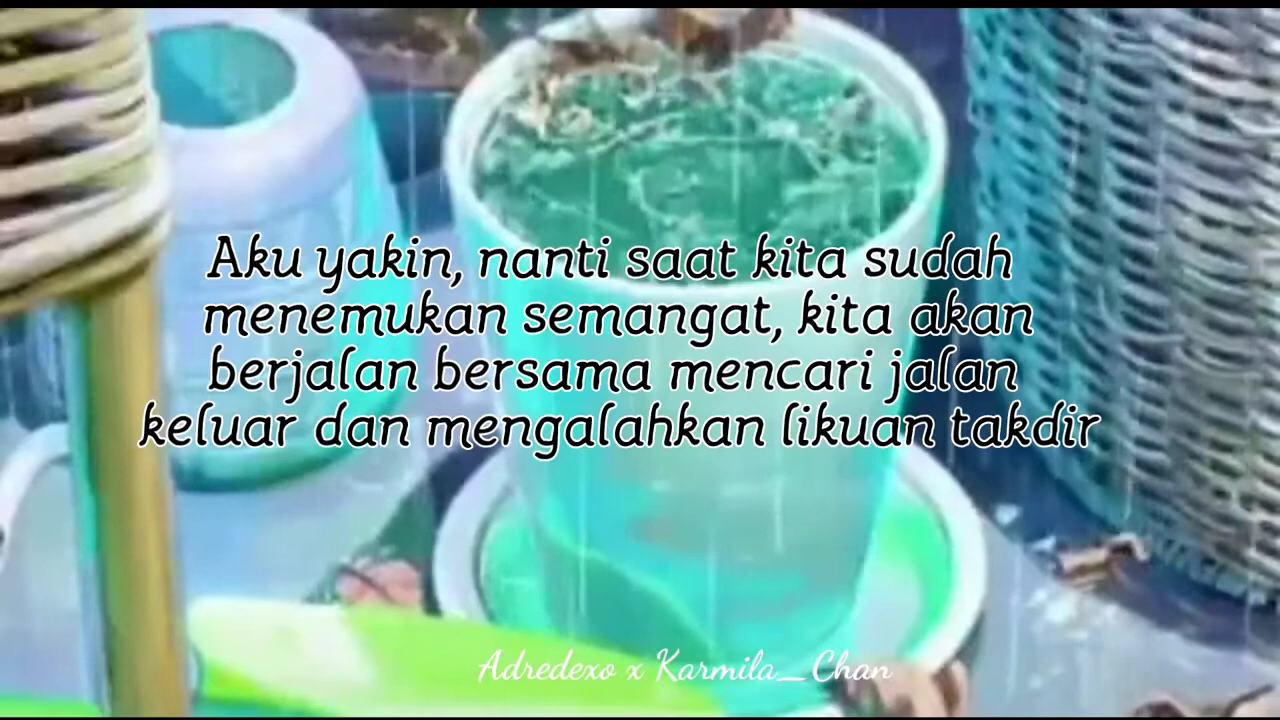 Aku yakin, nanti saat kita sudah
menemukan semangat, kita akan
berjalan bersama mencari jalan
keluar dan mengalahkan likuan takdir
Adredexo x Karmila_Chan